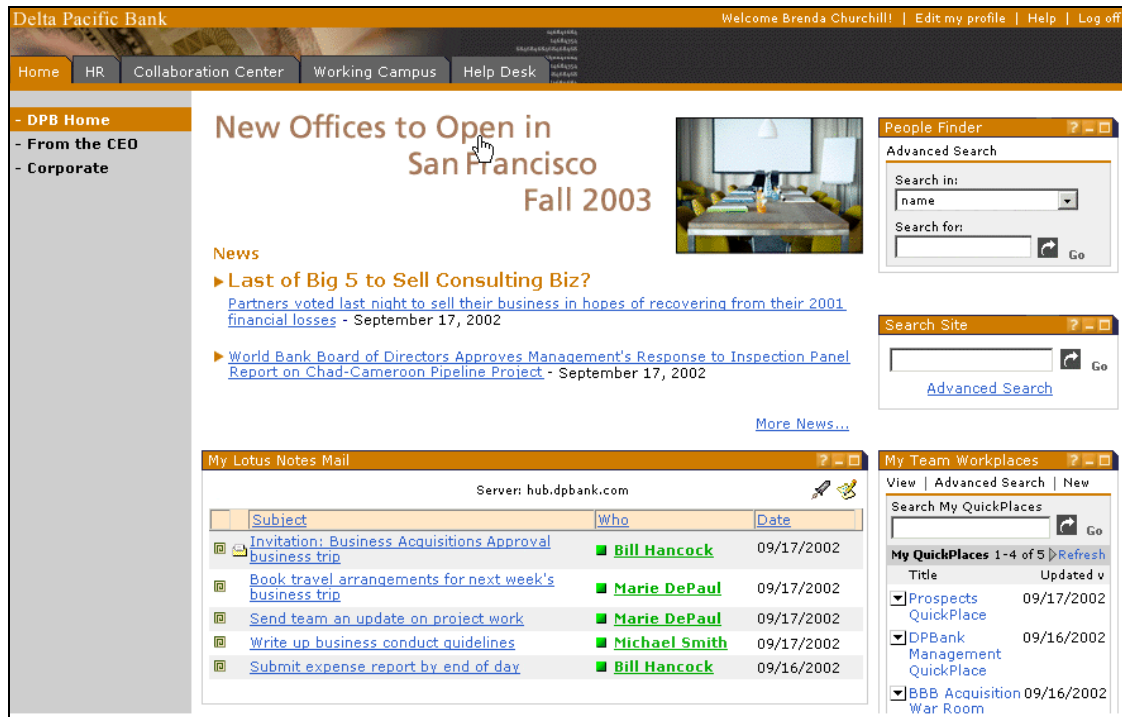 Delta Pacific Bank
Welcome Brenda Churchill! | Edit my profile | Help | Log off
Home HR Collaboration Center Working Campus Help Desk
- DPB Home
- From the CEO
- Corporate
New Offices to Open in
San Francisco
Fall 2003
News
Last of Big 5 to Sell Consulting Biz?
Partners voted last night to sell their business in hopes of recovering from their 2001
financial losses - September 17, 2002
World Bank Board of Directors Approves Management's Response to Inspection Panel
Report on Chad-Cameroon Pipeline Project - September 17, 2002
More News...
People Finder
Advanced Search
Search in:
name
Search for:
Go
Search Site
Go
Advanced Search
My Lotus Notes Mail
Server: hub.dpbank.com
Subject Who Date
Invitation: Business Acquisitions Approval
business trip Bill Hancock 09/17/2002
Book travel arrangements for next week's
business trip Marie DePaul 09/17/2002
Send team an update on project work Marie DePaul 09/17/2002
Write up business conduct guidelines Michael Smith 09/17/2002
Submit expense report by end of day Bill Hancock 09/16/2002
My Team Workplaces
View | Advanced Search | New
Search My QuickPlaces
Go
My QuickPlaces 1-4 of 5 Refresh
Title Updated v
Prospects 09/17/2002
QuickPlace
DPBank 09/16/2002
Management
QuickPlace
BBB Acquisition 09/16/2002
War Room